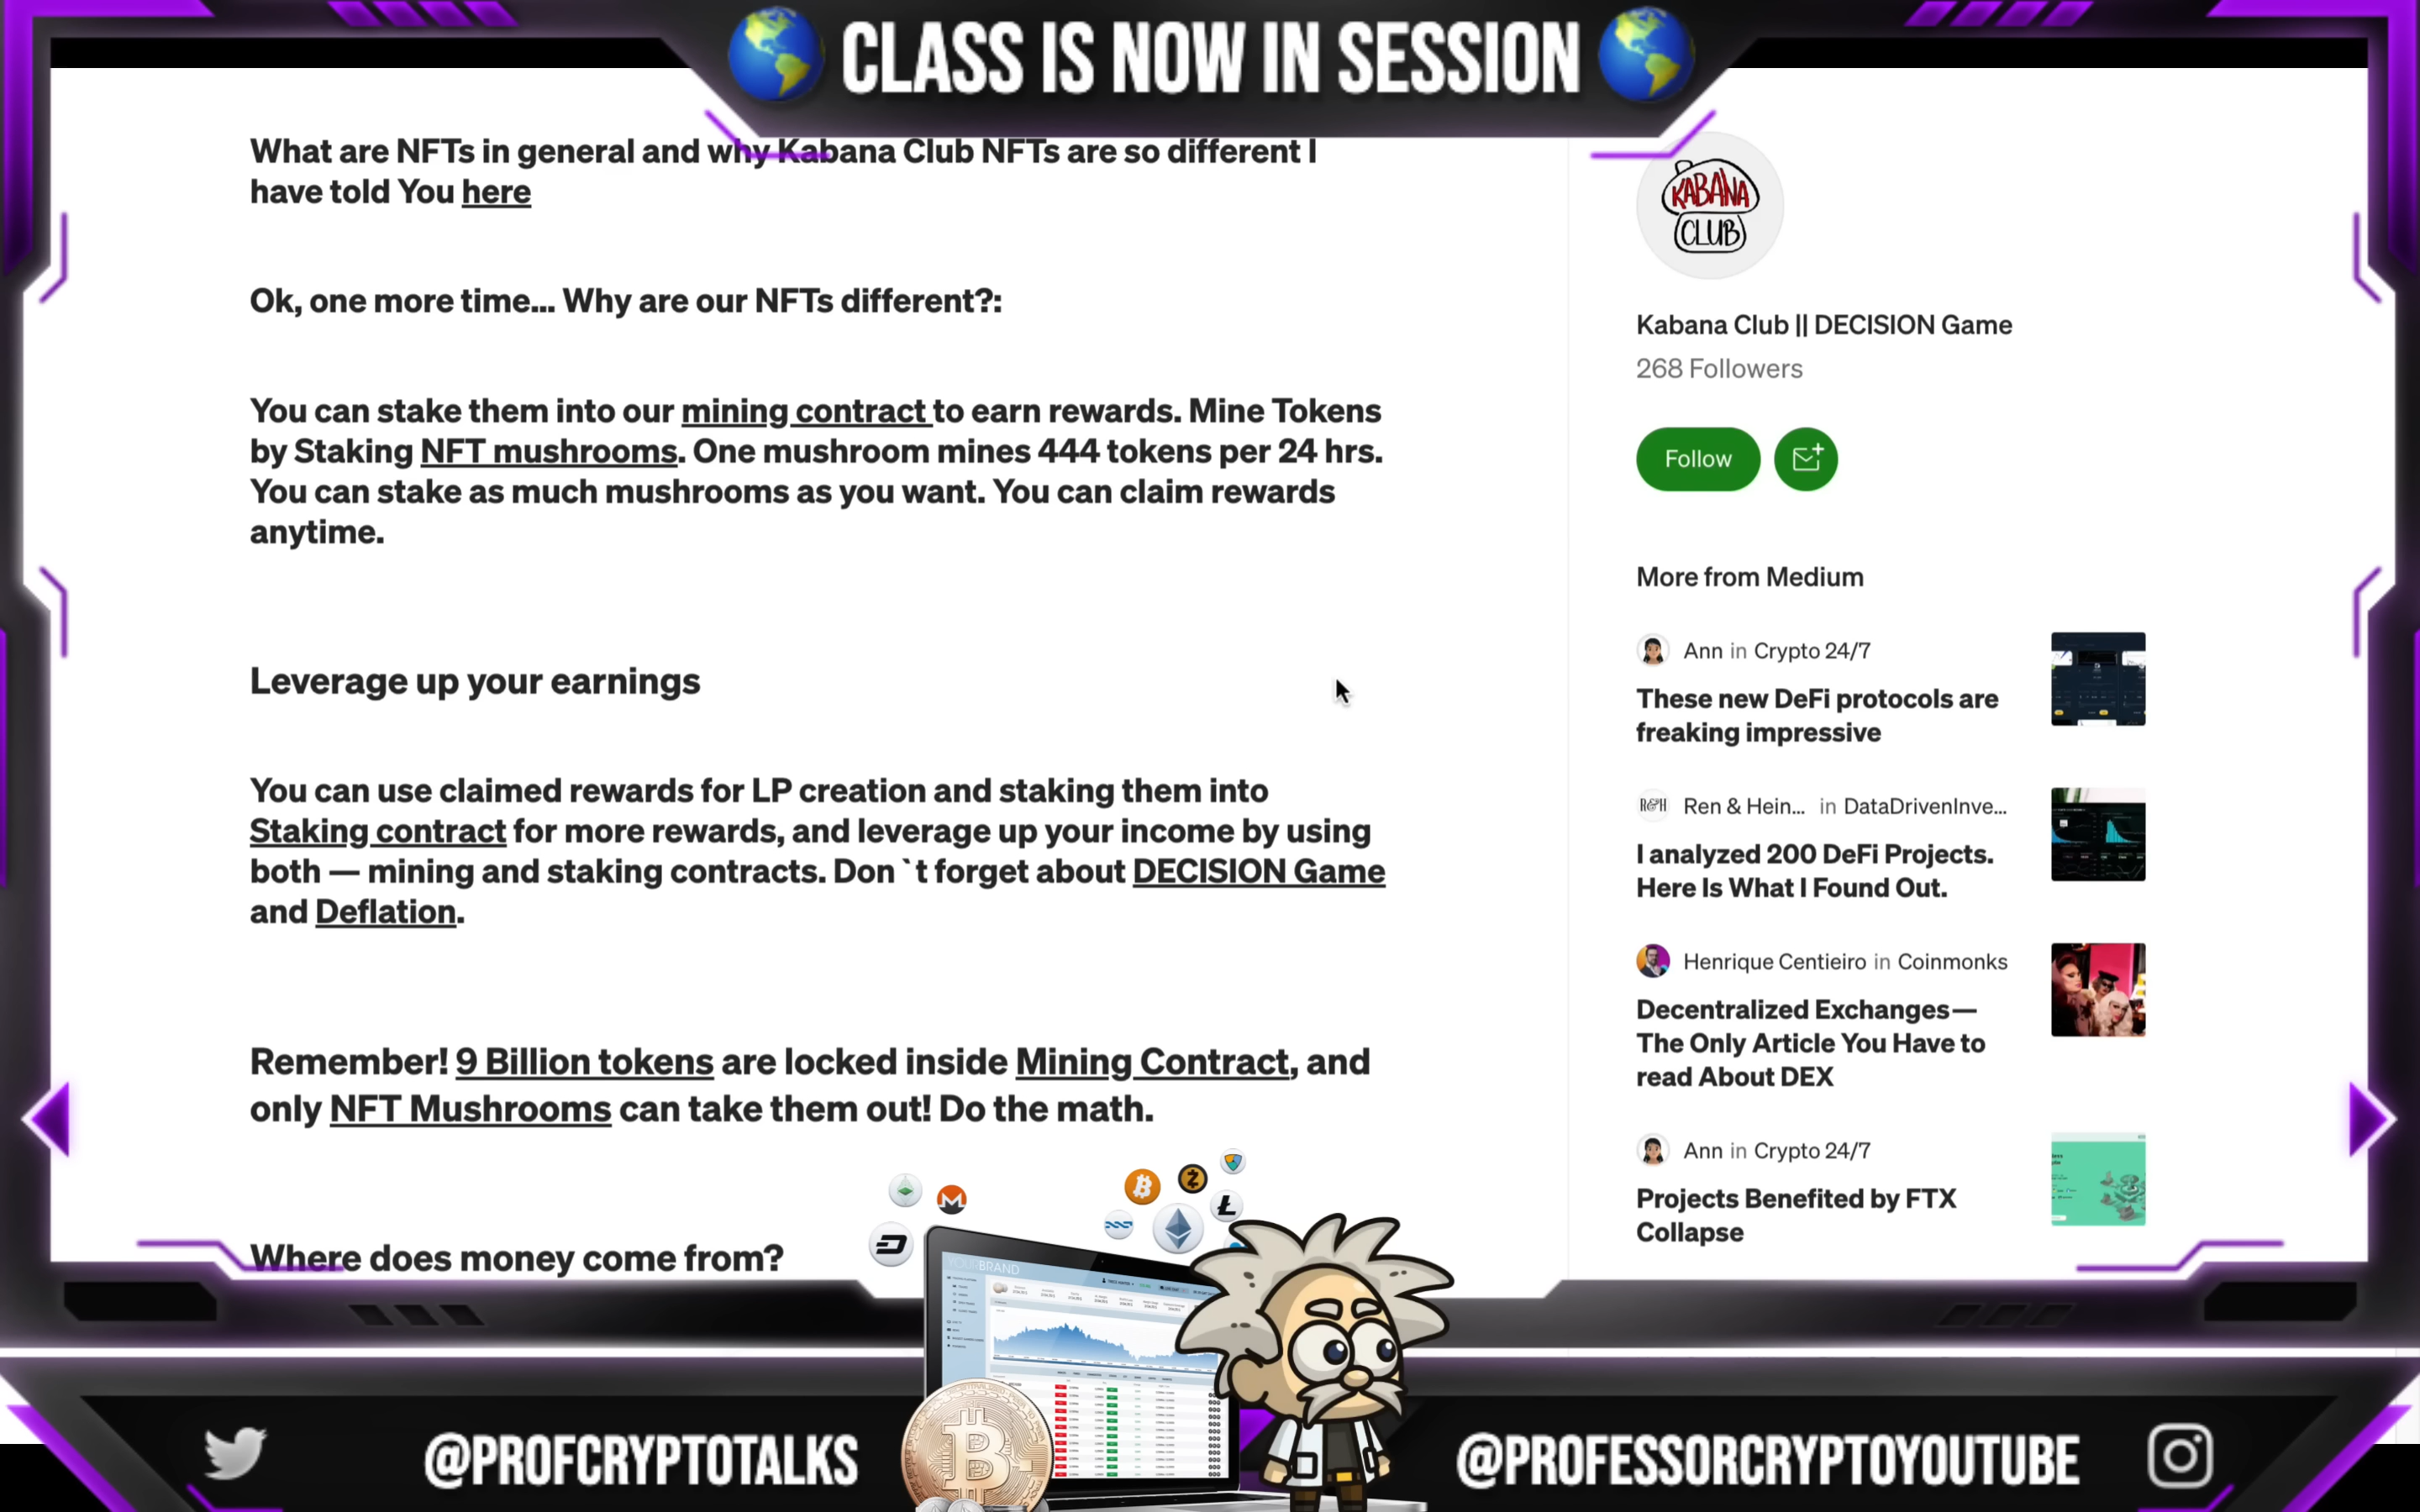 CLASS IS NOW IN SESSION
What are NFTs in general and why Kabana Club NFTs are so different I
have told You here
Ok, one more time... Why are our NFTs different?:
You can stake them into our mining contract to earn rewards. Mine Tokens
by Staking NFT mushrooms. One mushroom mines 444 tokens per 24 hrs.
You can stake as much mushrooms as you want. You can claim rewards
anytime.
Leverage up your earnings
You can use claimed rewards for LP creation and staking them into
Staking contract for more rewards, and leverage up your income by using
both — mining and staking contracts. Don`t forget about DECISION Game
and Deflation.
Remember! 9 Billion tokens are locked inside Mining Contract, and
only NFT Mushrooms can take them out! Do the math.
Where does money come from?
KABANA
CLUB
Kabana Club || DECISION Game
268 Followers
Follow
More from Medium
Ann in Crypto 24/7
These new DeFi protocols are
freaking impressive
R&H Ren & Hein... in DataDrivenInve...
I analyzed 200 DeFi Projects.
Here Is What I Found Out.
Henrique Centieiro in Coinmonks
Decentralized Exchanges—
The Only Article You Have to
read About DEX
Ann in Crypto 24/7
Projects Benefited by FTX
Collapse
YOURBRAND
@PROFCRYPTOTALKS
@PROFESSORCRYPTOYOUTUBE